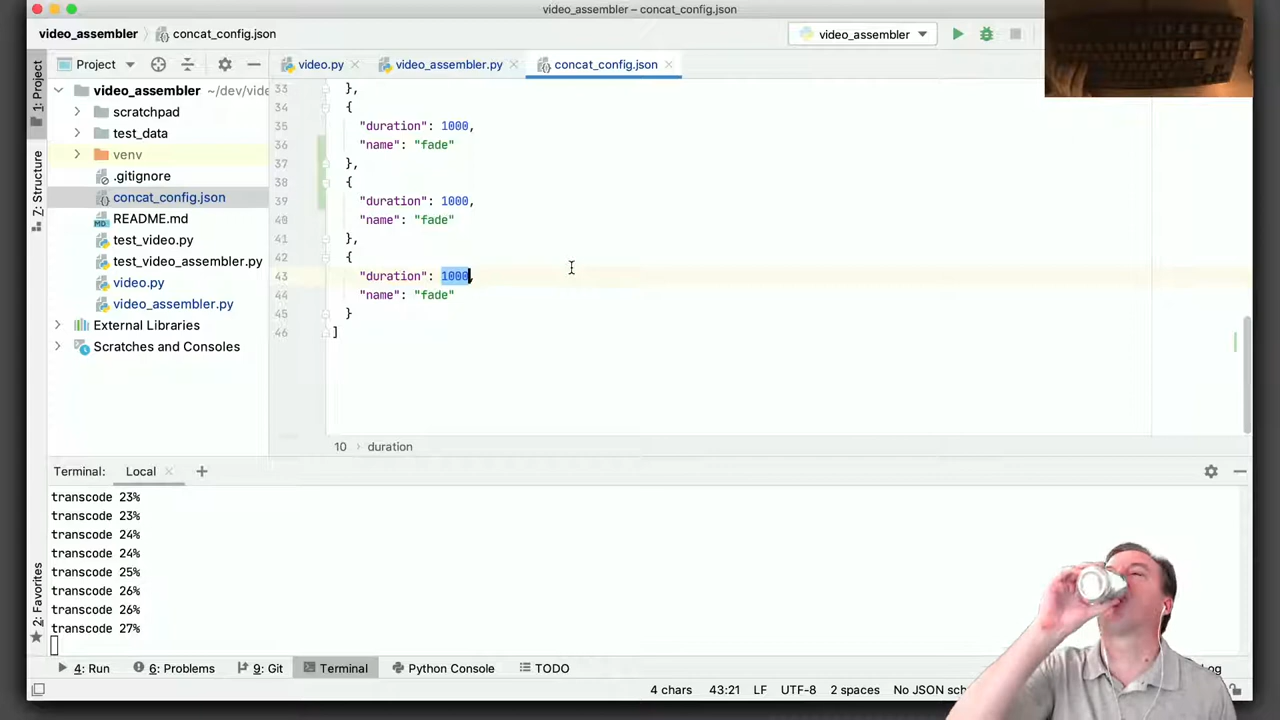 video_assembler – concat_config.json
video_assembler
concat_config.json
video_assembler
1: Project
Z: Structure
2: Favorites
Project
video.py
video_assembler.py
concat_config.json
video_assembler ~/dev/vide
scratchpad
test_data
venv
.gitignore
concat_config.json
README.md
test_video.py
test_video_assembler.py
video.py
video_assembler.py
External Libraries
Scratches and Consoles
33 },
34 {
35 "duration": 1000,
36 "name": "fade"
37 },
38 {
39 "duration": 1000,
40 "name": "fade"
41 },
42 {
43 "duration": 1000,
44 "name": "fade"
45 }
46 ]
10 › duration
Terminal: Local
transcode 23%
transcode 23%
transcode 24%
transcode 24%
transcode 25%
transcode 26%
transcode 26%
transcode 27%
4: Run
6: Problems
9: Git
Terminal
Python Console
TODO
og
4 chars 43:21 LF UTF-8 2 spaces No JSON sch